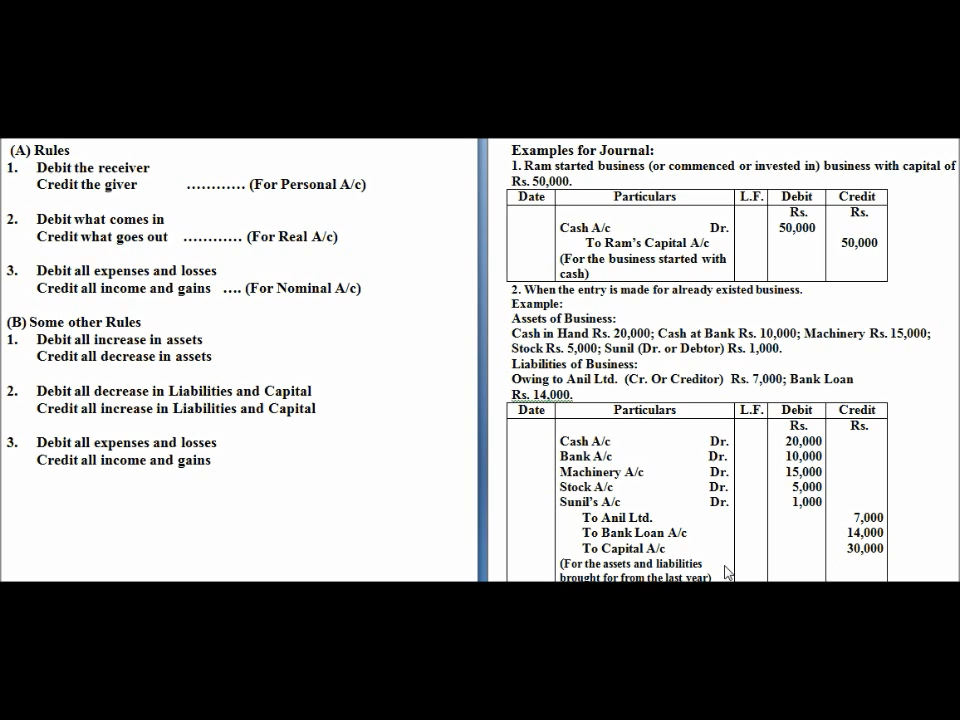 (A) Rules
1. Debit the receiver
Credit the giver ………… (For Personal A/c)
2. Debit what comes in
Credit what goes out ………… (For Real A/c)
3. Debit all expenses and losses
Credit all income and gains …. (For Nominal A/c)
(B) Some other Rules
1. Debit all increase in assets
Credit all decrease in assets
2. Debit all decrease in Liabilities and Capital
Credit all increase in Liabilities and Capital
3. Debit all expenses and losses
Credit all income and gains
Examples for Journal:
1. Ram started business (or commenced or invested in) business with capital of
Rs. 50,000.
Date Particulars L.F. Debit Credit
Rs. Rs.
Cash A/c Dr. 50,000
To Ram's Capital A/c 50,000
(For the business started with
cash)
2. When the entry is made for already existed business.
Example:
Assets of Business:
Cash in Hand Rs. 20,000; Cash at Bank Rs. 10,000; Machinery Rs. 15,000;
Stock Rs. 5,000; Sunil (Dr. or Debtor) Rs. 1,000.
Liabilities of Business:
Owing to Anil Ltd. (Cr. Or Creditor) Rs. 7,000; Bank Loan
Rs. 14,000.
Date Particulars L.F. Debit Credit
Rs. Rs.
Cash A/c Dr. 20,000
Bank A/c Dr. 10,000
Machinery A/c Dr. 15,000
Stock A/c Dr. 5,000
Sunil's A/c Dr. 1,000
To Anil Ltd. 7,000
To Bank Loan A/c 14,000
To Capital A/c 30,000
(For the assets and liabilities
brought for from the last year)